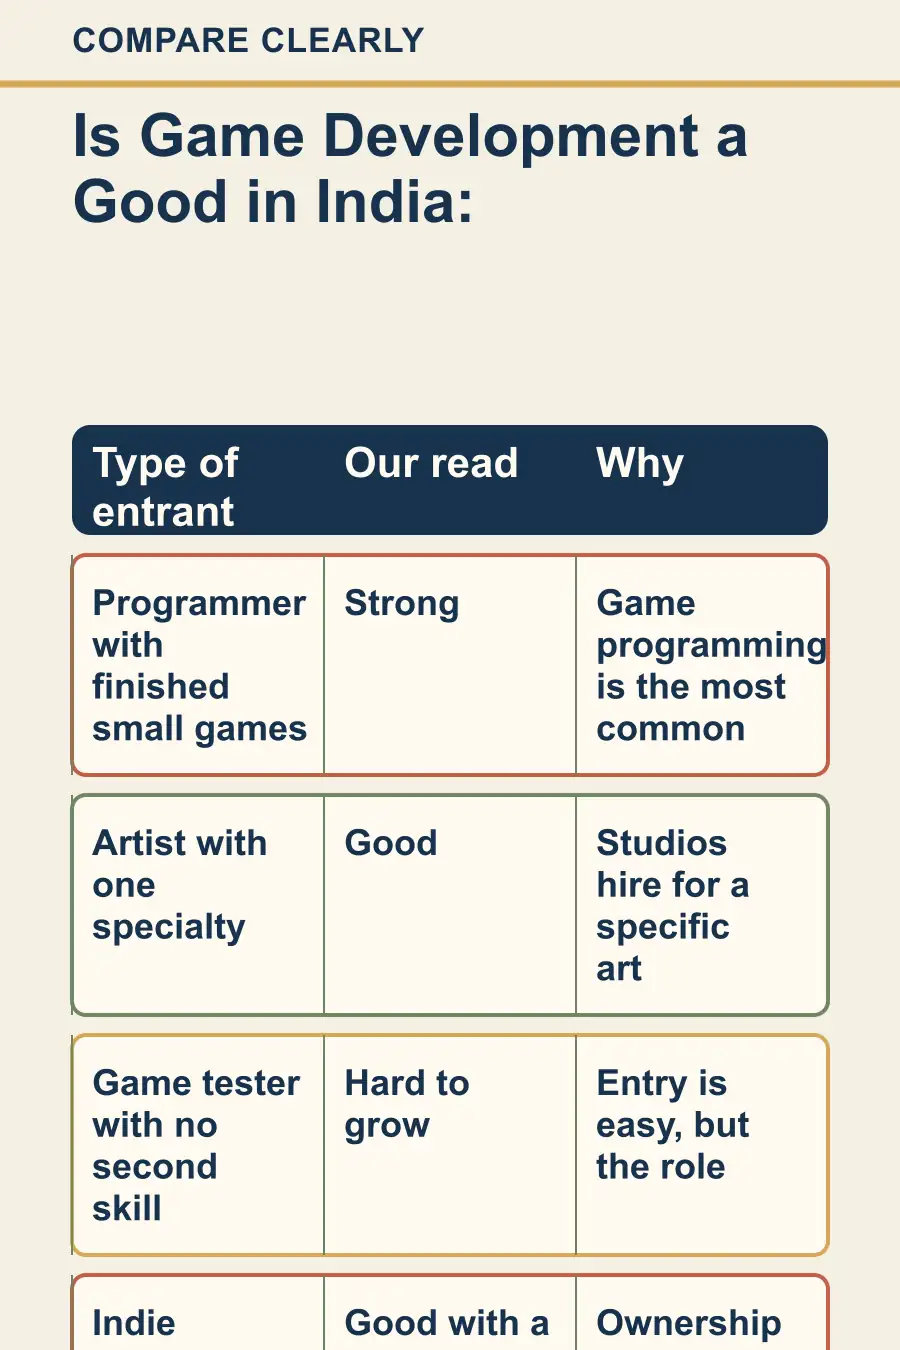 COMPARE CLEARLY
Is Game Development a
Good in India:
Type of
entrant
Our read
Why
Programmer
with
finished
small games
Strong
Game
programming
is the most
common
Artist with
one
specialty
Good
Studios
hire for a
specific
art
Game tester
with no
second
skill
Hard to
grow
Entry is
easy, but
the role
Indie
Good with a
Ownership